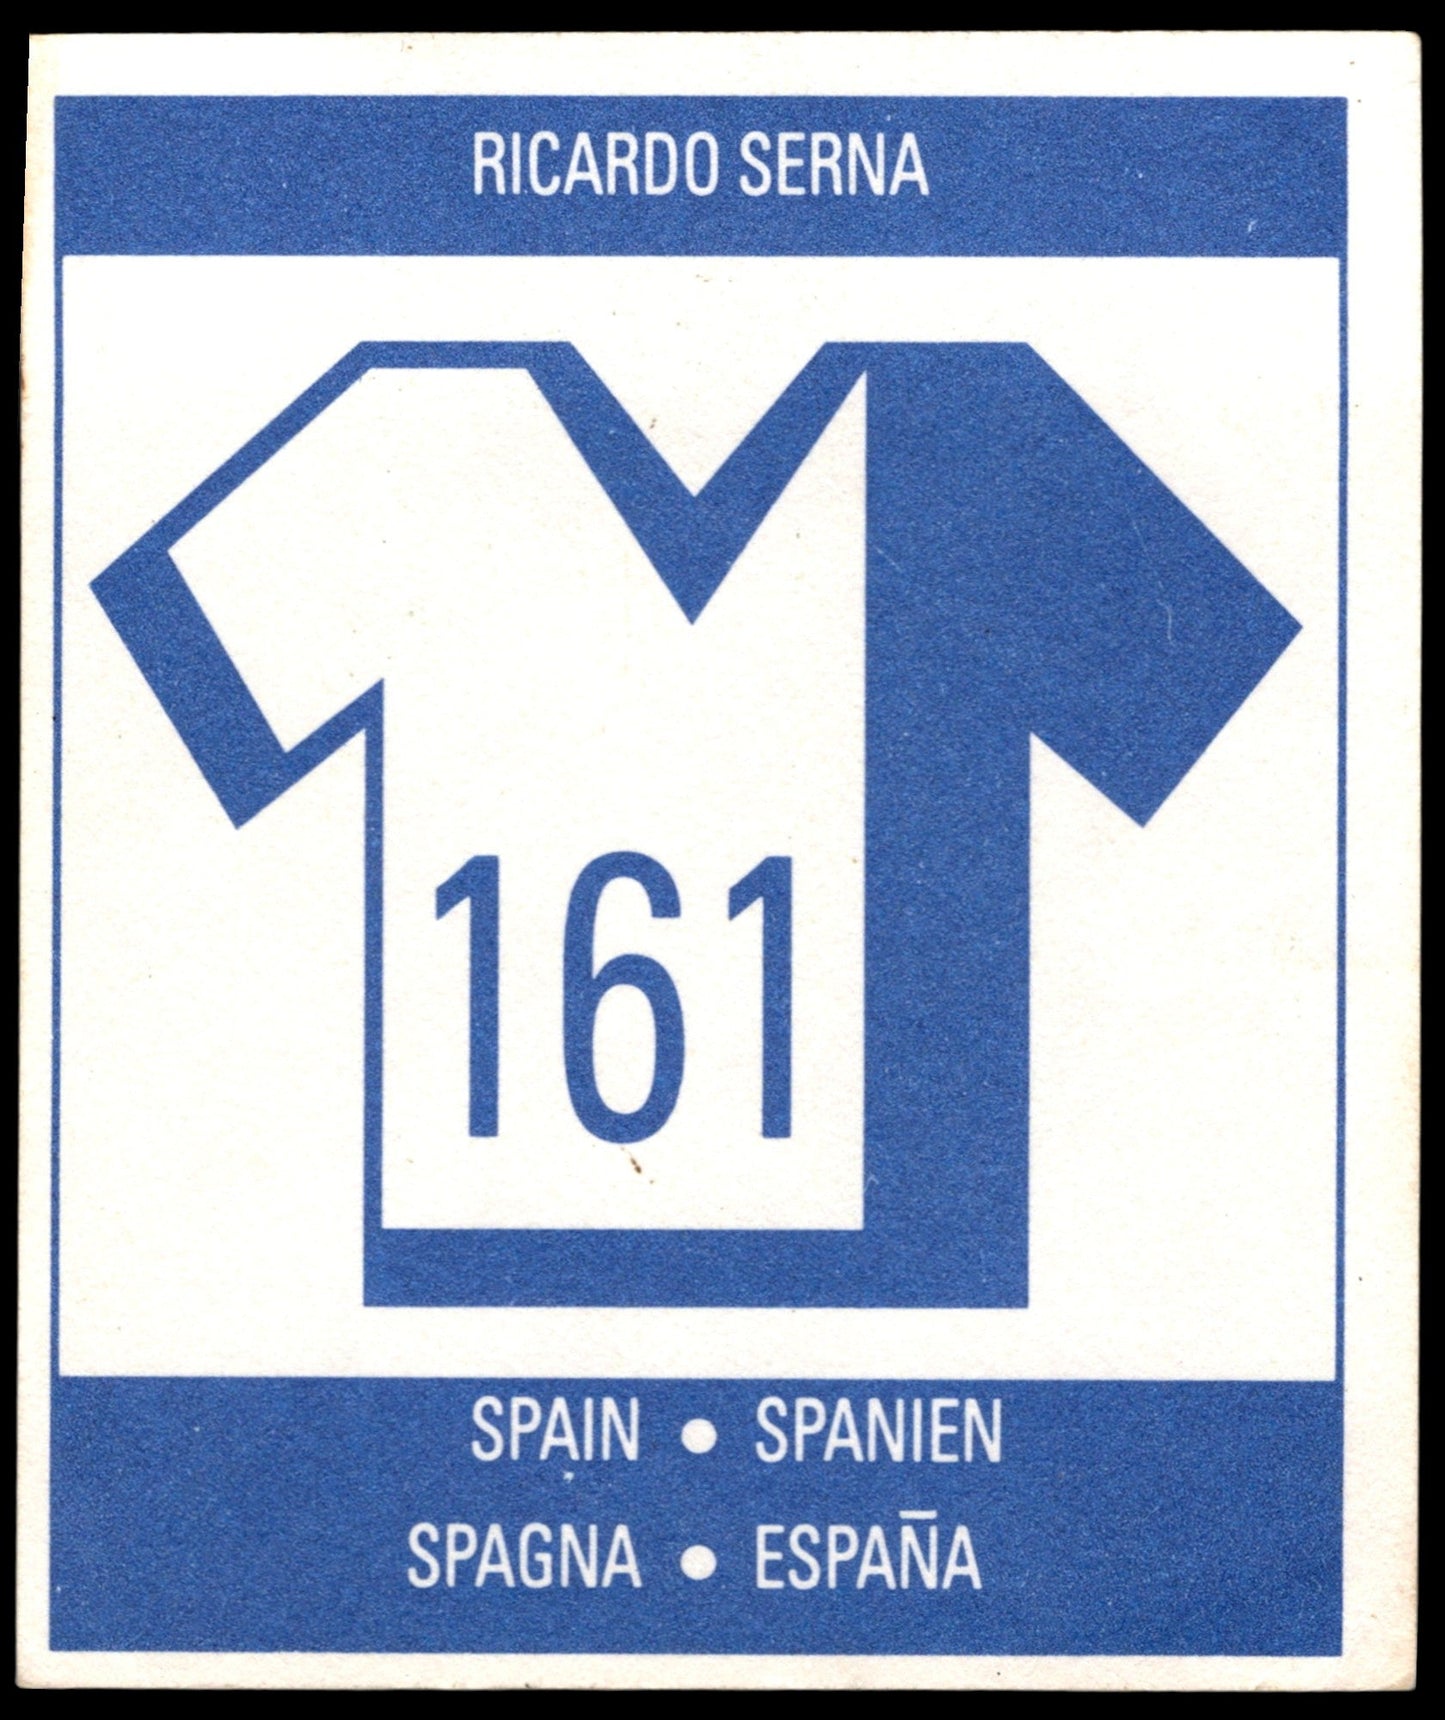 RICARDO SERNA
161
SPAIN • SPANIEN
SPAGNA • ESPAÑA